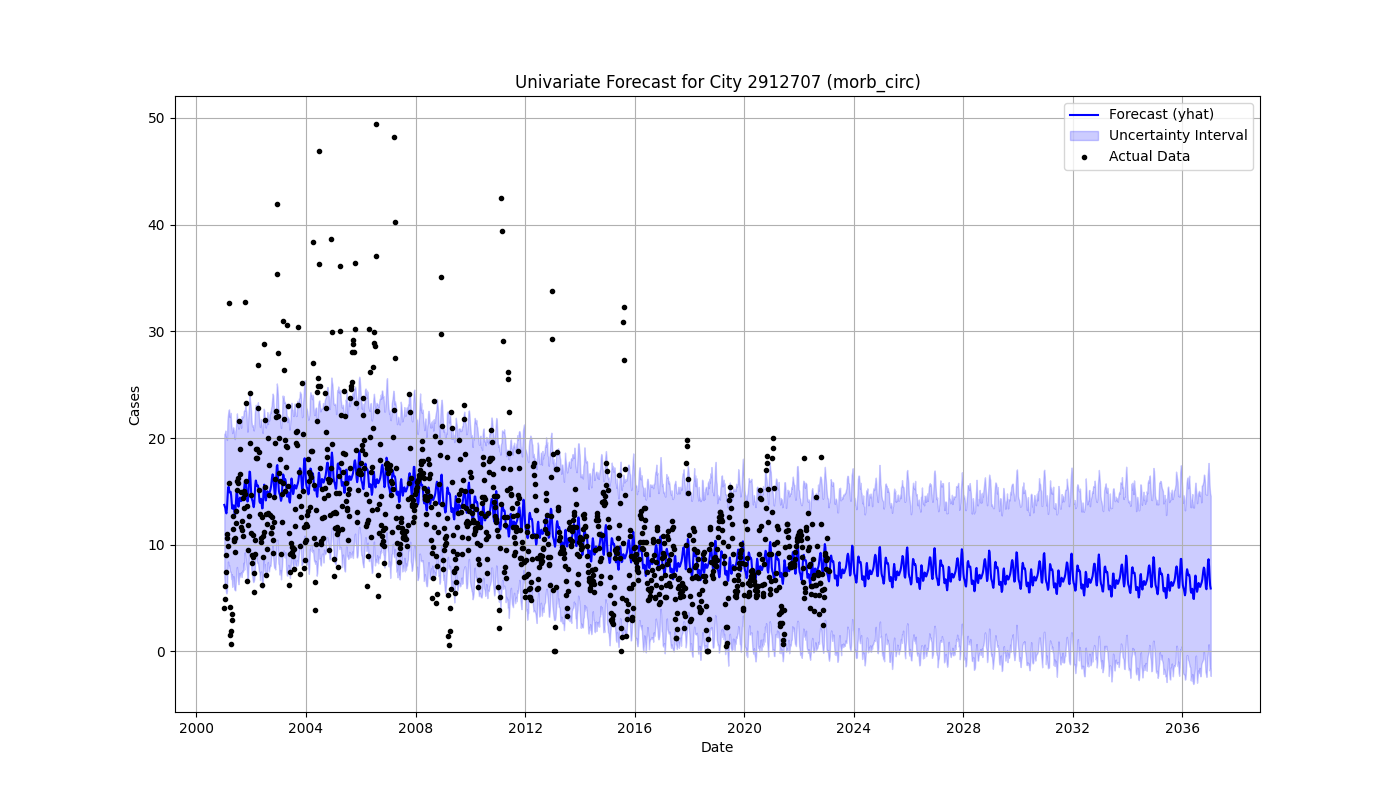 Univariate Forecast for City 2912707 (morb_circ)
Forecast (yhat)
Uncertainty Interval
Actual Data
Cases
50
40
30
20
10
0
2000 2004 2008 2012 2016 2020 2024 2028 2032 2036
Date